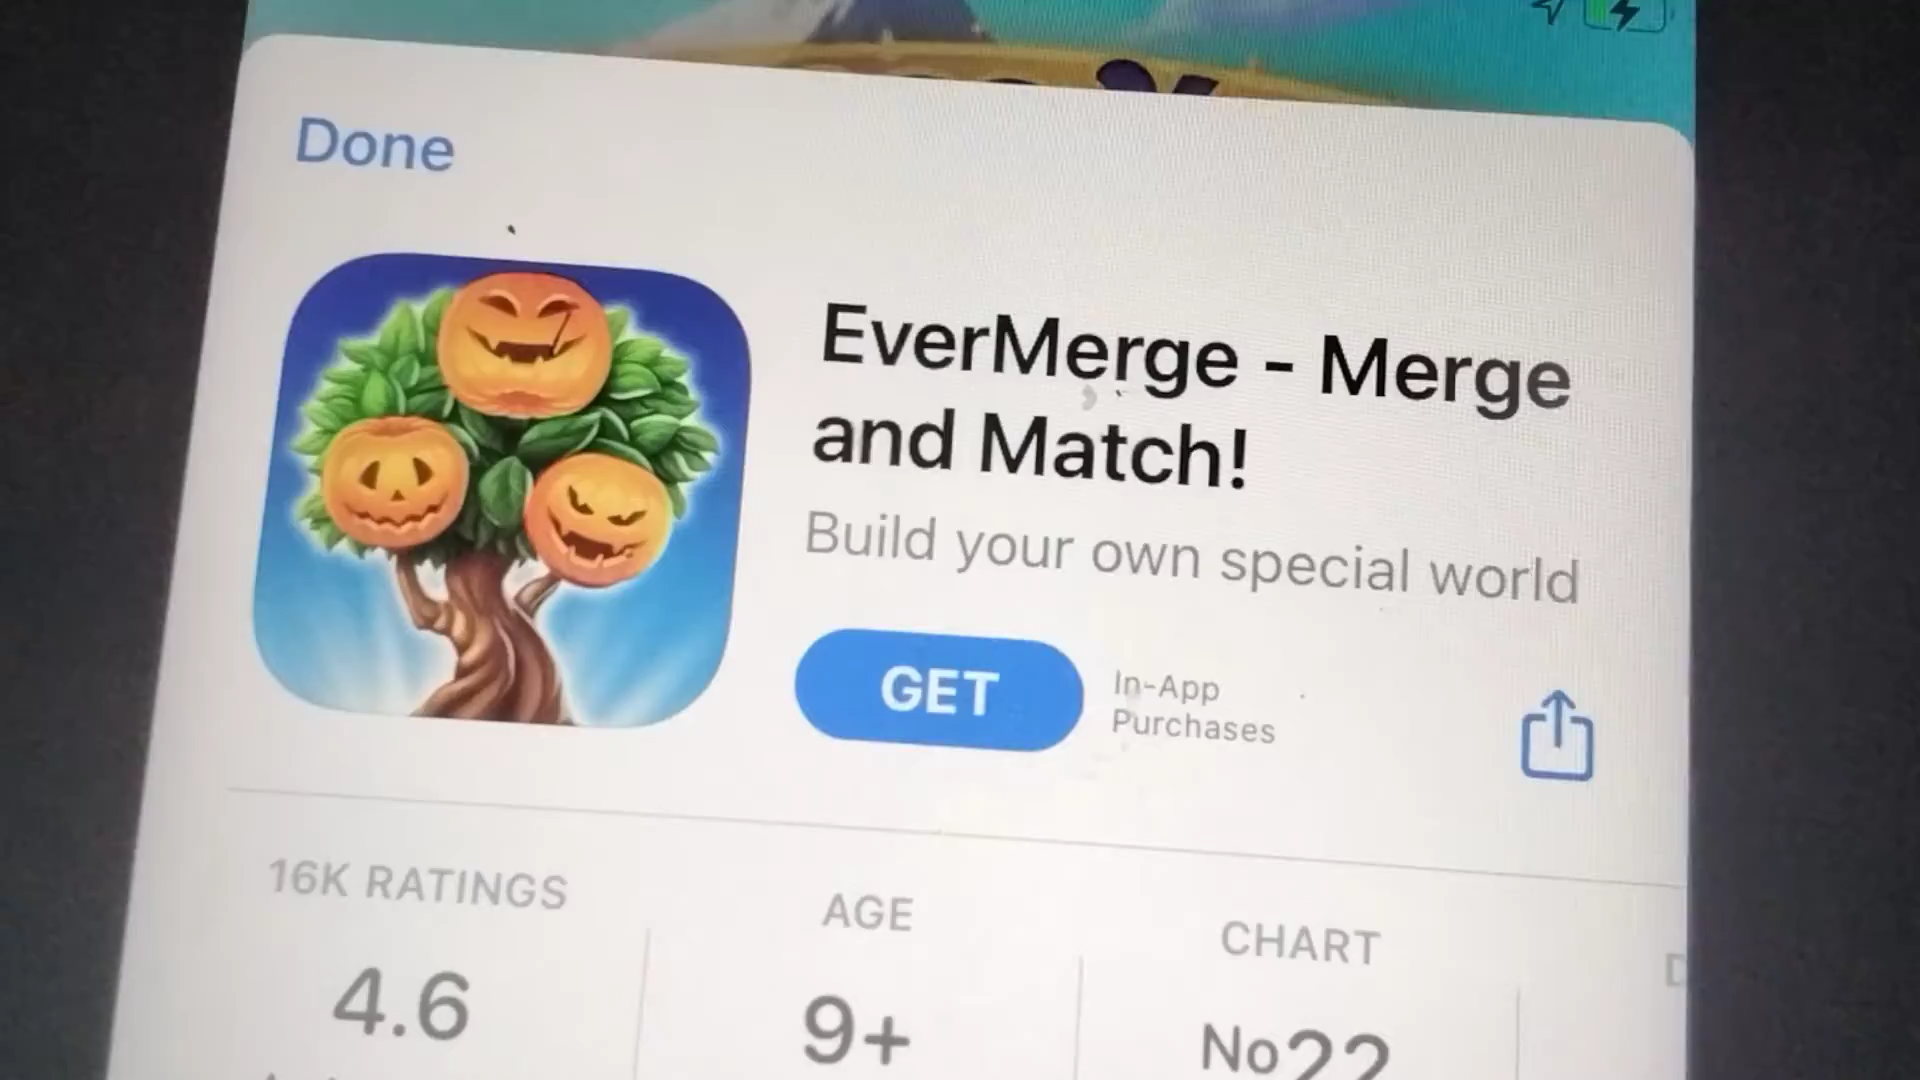 Done
EverMerge - Merge
and Match!
Build your own special world
GET
In-App
Purchases
16K RATINGS
AGE
CHART
4.6
9+
No22